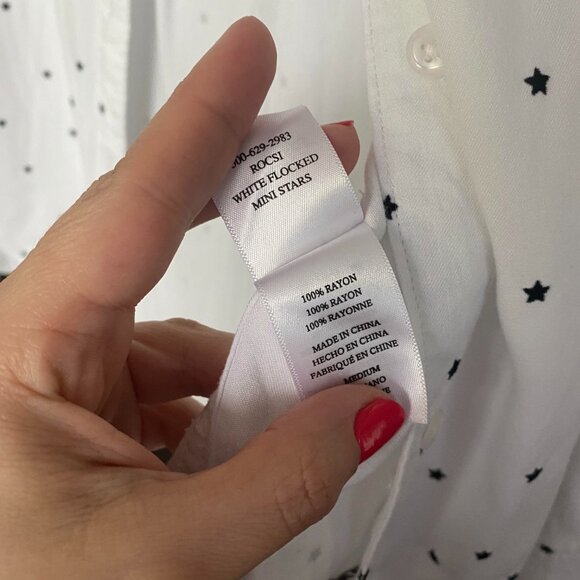 00-629-2983
ROCSI
WHITE FLOCKED
MINI STARS
100% RAYON
100% RAYON
100% RAYONNE
MADE IN CHINA
HECHO EN CHINA
FABRIQUÉ EN CHINE
MEDIUM